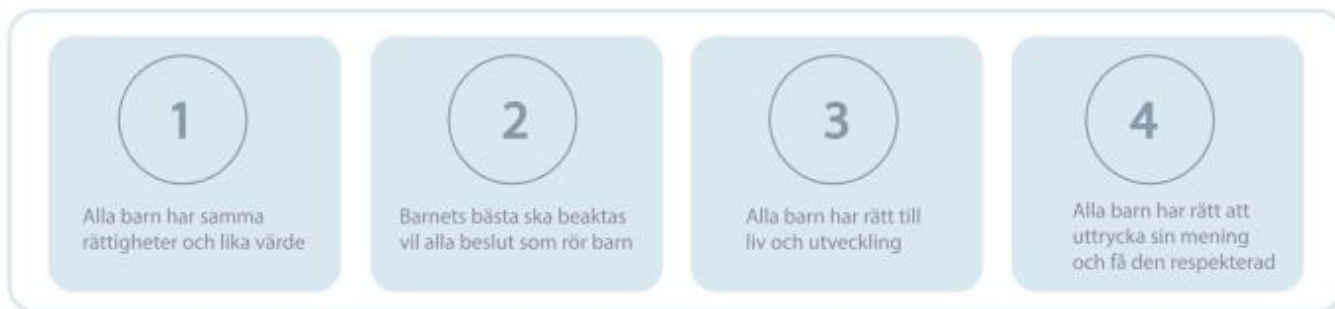 1
Alla barn har samma
rättigheter och lika värde
2
Barnets bästa ska beaktas
vil alla beslut som rör barn
3
Alla barn har rätt till
liv och utveckling
4
Alla barn har rätt att
uttrycka sin mening
och få den respekterad